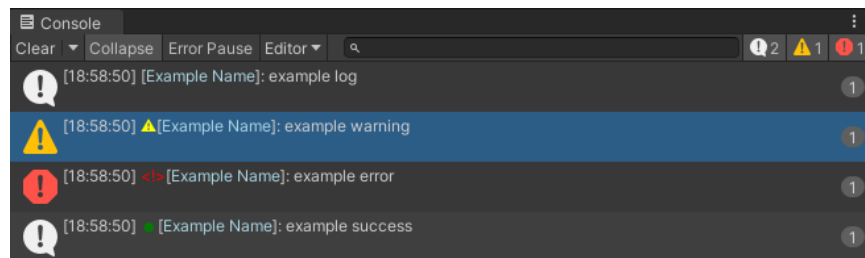 Console
Clear Collapse Error Pause Editor 2 1 1
[18:58:50] [Example Name]: example log 1
[18:58:50] ⚠[Example Name]: example warning 1
[18:58:50] <!>[Example Name]: example error 1
[18:58:50] ●[Example Name]: example success 1